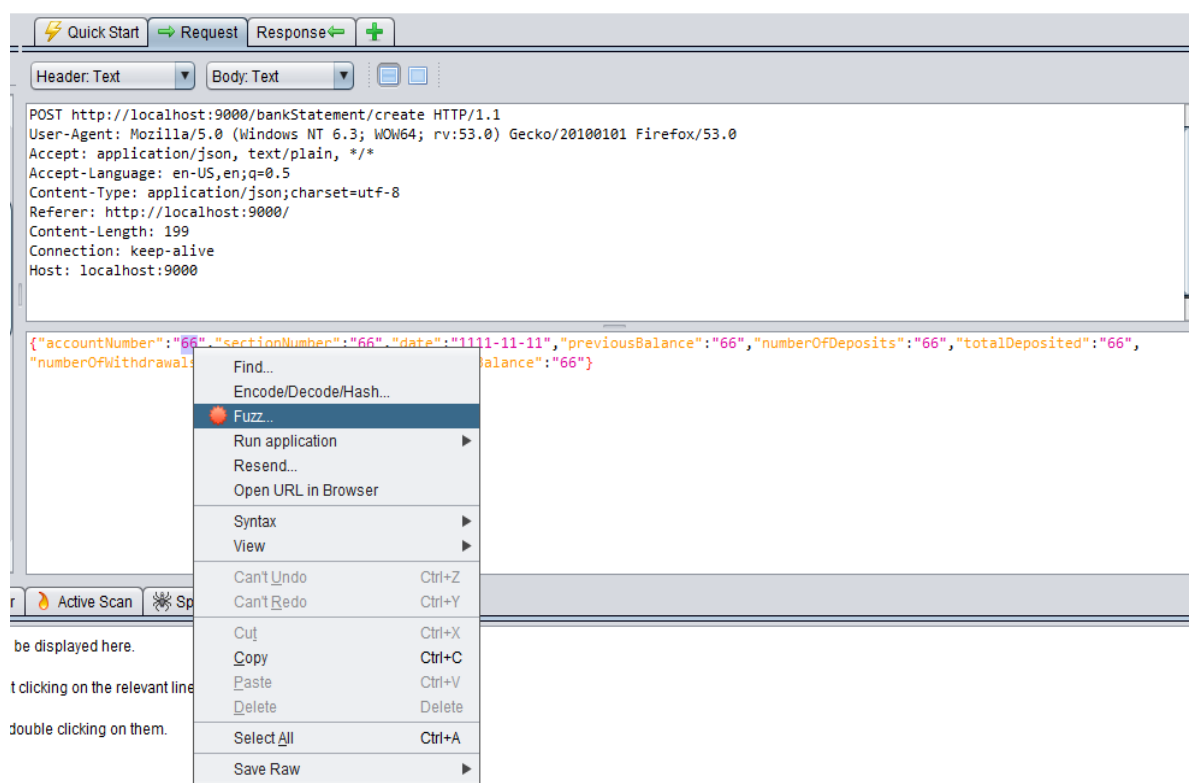 Quick Start Request Response
Header: Text Body: Text
POST http://localhost:9000/bankStatement/create HTTP/1.1
User-Agent: Mozilla/5.0 (Windows NT 6.3; WOW64; rv:53.0) Gecko/20100101 Firefox/53.0
Accept: application/json, text/plain, */*
Accept-Language: en-US,en;q=0.5
Content-Type: application/json;charset=utf-8
Referer: http://localhost:9000/
Content-Length: 199
Connection: keep-alive
Host: localhost:9000
{"accountNumber":"66","sectionNumber":"66","date":"1111-11-11","previousBalance":"66","numberOfDeposits":"66","totalDeposited":"66",
"numberOfWithdrawals Balance":"66"}
Find...
Encode/Decode/Hash...
Fuzz...
Run application
Resend...
Open URL in Browser
Syntax
View
Can't Undo Ctrl+Z
Can't Redo Ctrl+Y
Cut Ctrl+X
Copy Ctrl+C
Paste Ctrl+V
Delete Delete
Select All Ctrl+A
Save Raw
r Active Scan Sp
be displayed here.
t clicking on the relevant line
double clicking on them.